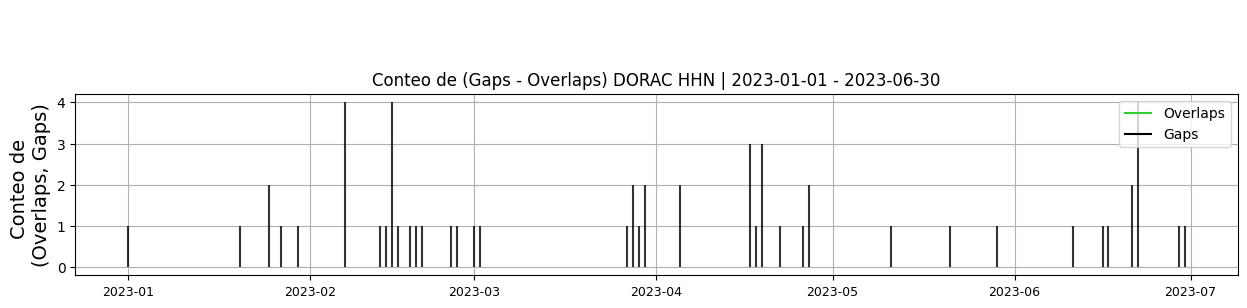 Conteo de (Gaps - Overlaps) DORAC HHN | 2023-01-01 - 2023-06-30
Conteo de
(Overlaps, Gaps)
4
3
2
1
0
Overlaps
Gaps
2023-01
2023-02
2023-03
2023-04
2023-05
2023-06
2023-07